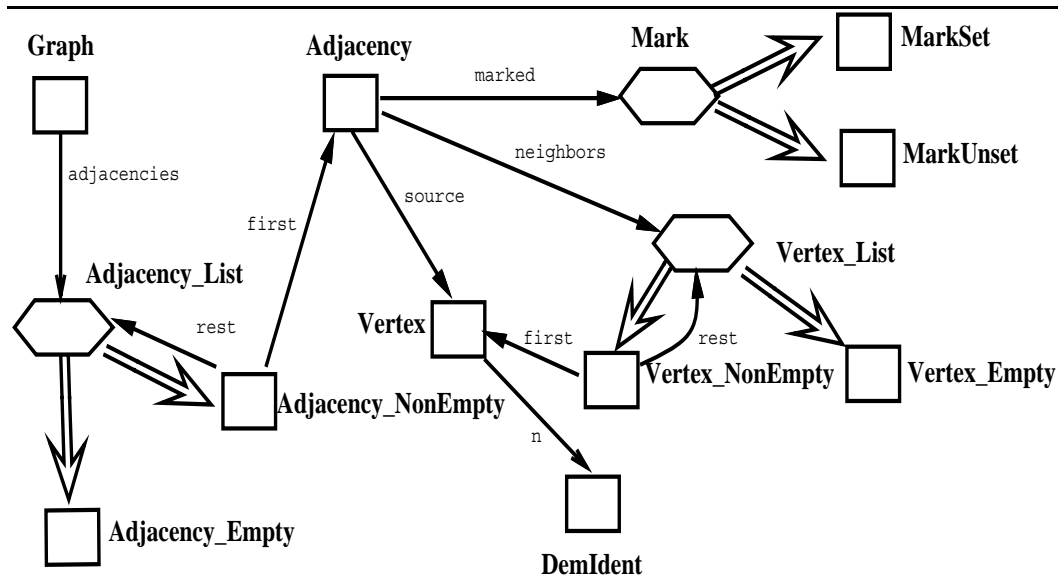 Graph
Adjacency
Mark
MarkSet
marked
MarkUnset
neighbors
adjacencies
source
first
Vertex_List
Adjacency_List
Vertex
rest
first
rest
Vertex_NonEmpty
Vertex_Empty
Adjacency_NonEmpty
n
Adjacency_Empty
DemIdent